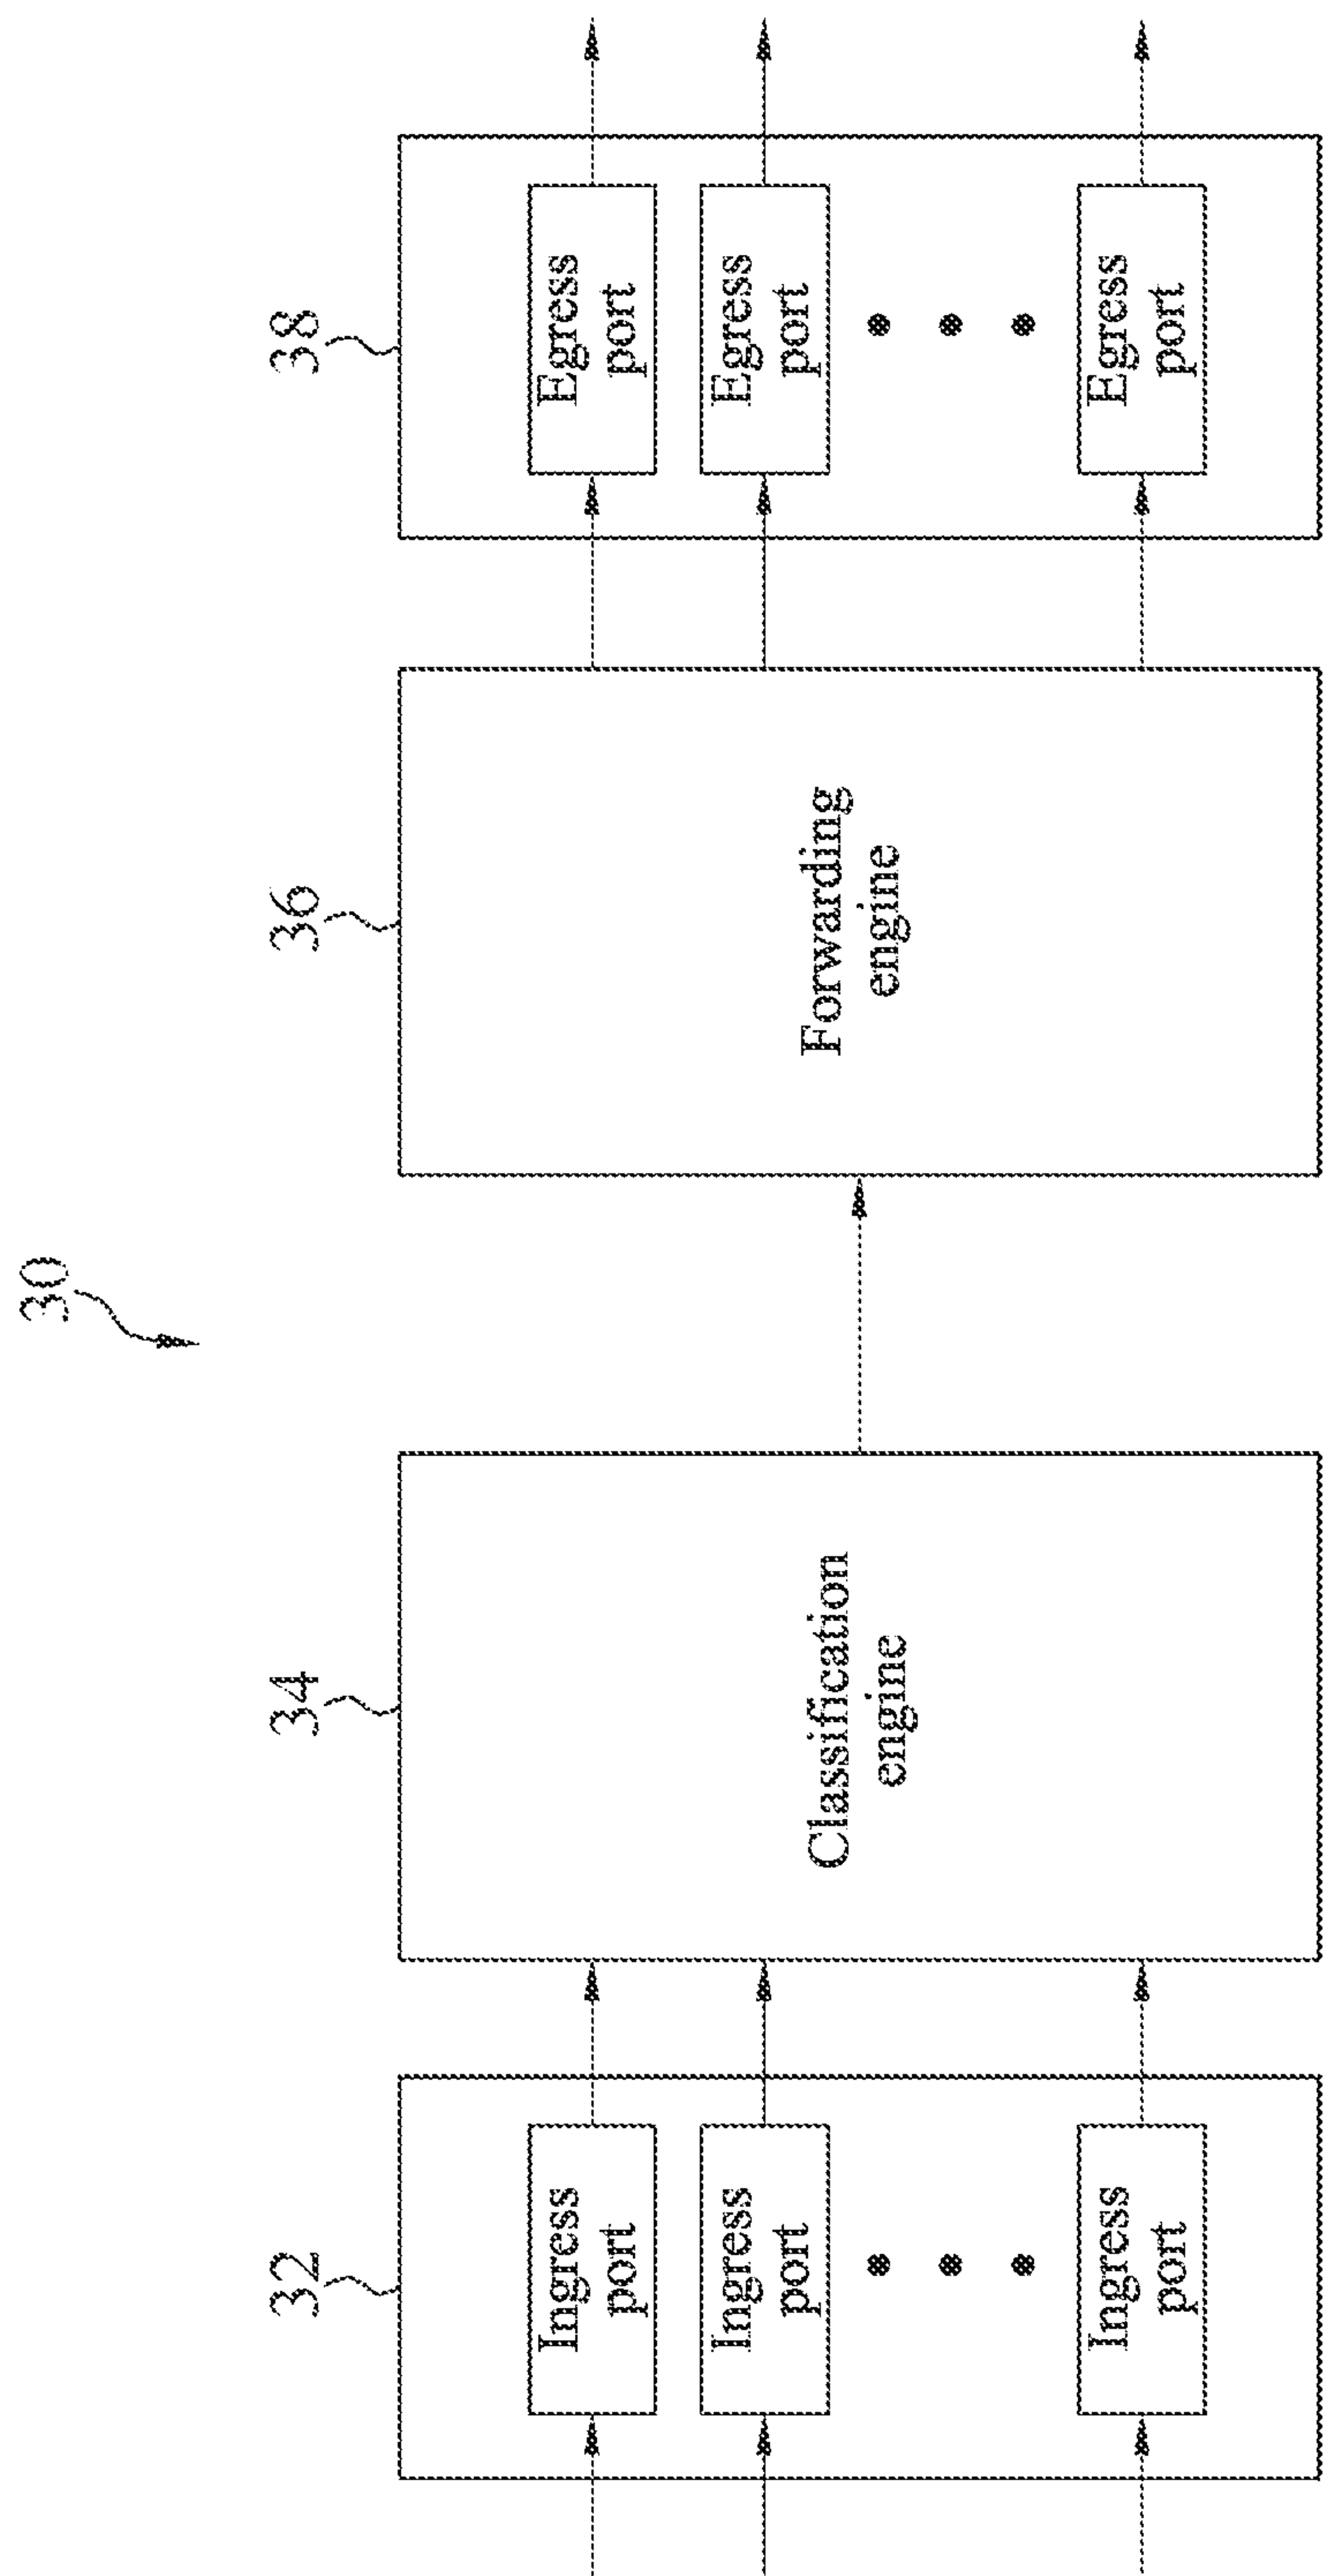 30
32
34
36
38
Ingress
port
Ingress
port
Ingress
port
Classification
engine
Forwarding
engine
Egress
port
Egress
port
Egress
port